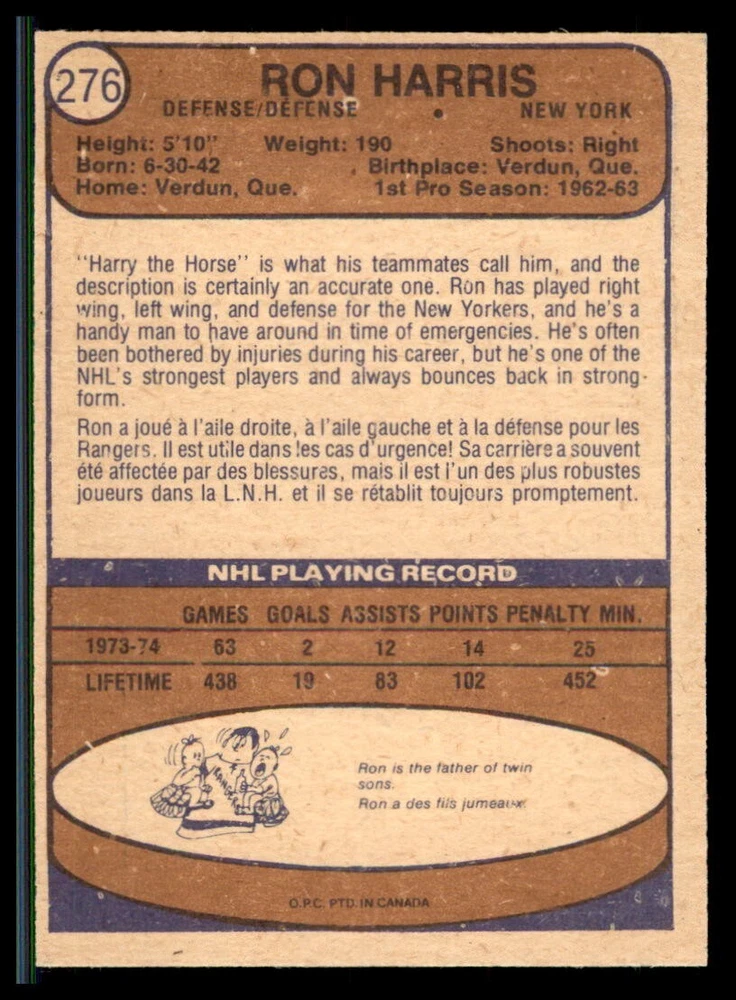 276
RON HARRIS
DEFENSE/DÉFENSE • NEW YORK
Height: 5'10" Weight: 190 Shoots: Right
Born: 6-30-42 Birthplace: Verdun, Que.
Home: Verdun, Que. 1st Pro Season: 1962-63
"Harry the Horse" is what his teammates call him, and the
description is certainly an accurate one. Ron has played right
wing, left wing, and defense for the New Yorkers, and he's a
handy man to have around in time of emergencies. He's often
been bothered by injuries during his career, but he's one of the
NHL's strongest players and always bounces back in strong
form.
Ron a joué à l'aile droite, à l'aile gauche et à la défense pour les
Rangers. Il est utile dans les cas d'urgence! Sa carrière a souvent
été affectée par des blessures, mais il est l'un des plus robustes
joueurs dans la L.N.H. et il se rétablit toujours promptement.
NHL PLAYING RECORD
GAMES GOALS ASSISTS POINTS PENALTY MIN.
1973-74 63 2 12 14 25
LIFETIME 438 19 83 102 452
RANGERS
Ron is the father of twin
sons.
Ron a des fils jumeaux.
O.P.C. PTD. IN CANADA